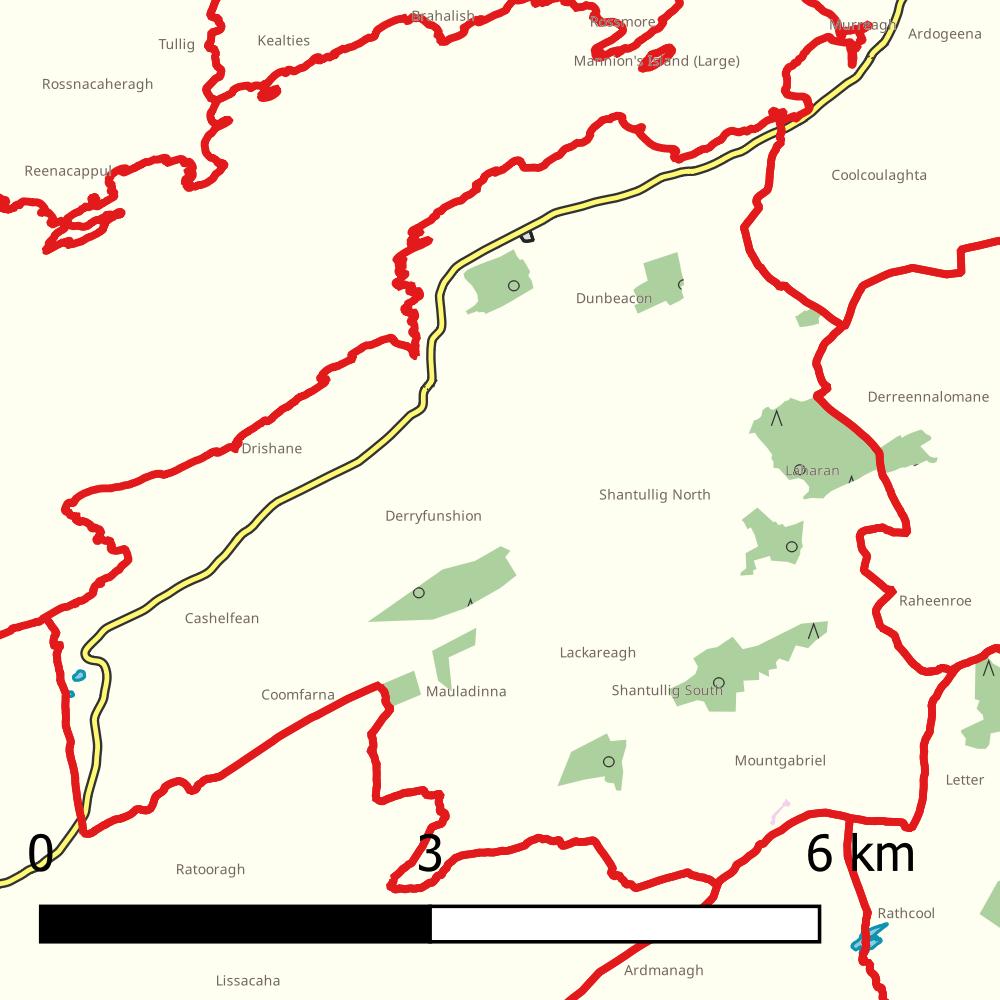 Brahalish
Rossmore
Murreagh
Ardogeena
Tullig
Kealties
Mannion's Island (Large)
Rossnacaheragh
Reenacappul
Coolcoulaghta
Dunbeacon
Derreennalomane
Drishane
Laharan
Shantullig North
Derryfunshion
Raheenroe
Cashelfean
Lackareagh
Coomfarna
Mauladinna
Shantullig South
Mountgabriel
Letter
0 3 6 km
Ratooragh
Rathcool
Ardmanagh
Lissacaha